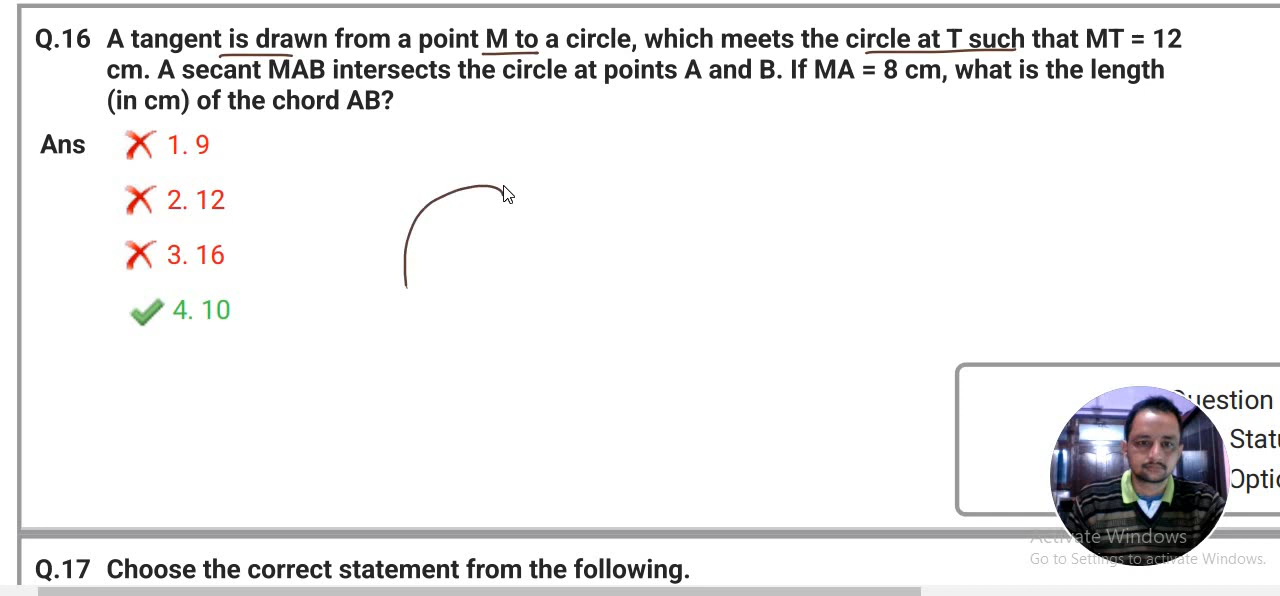 Q.16 A tangent is drawn from a point M to a circle, which meets the circle at T such that MT = 12
cm. A secant MAB intersects the circle at points A and B. If MA = 8 cm, what is the length
(in cm) of the chord AB?
Ans 1. 9
2. 12
3. 16
4. 10
Question
Activate Windows
Go to Settings to activate Windows.
Q.17 Choose the correct statement from the following.